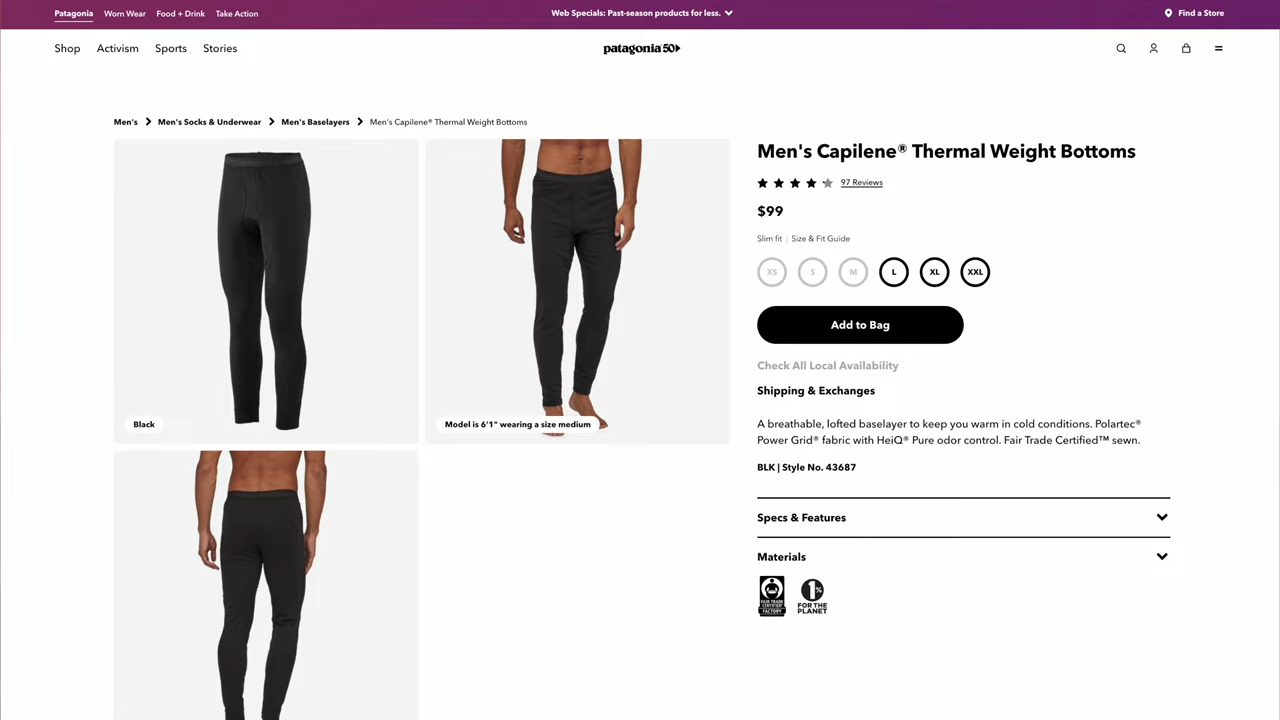 Patagonia Worn Wear Food + Drink Take Action
Web Specials: Past-season products for less.
Find a Store
Shop Activism Sports Stories
patagonia 50
Men's Men's Socks & Underwear Men's Baselayers Men's Capilene® Thermal Weight Bottoms
Black
Model is 6'1" wearing a size medium
Men's Capilene® Thermal Weight Bottoms
97 Reviews
$99
Slim fit | Size & Fit Guide
XS S M L XL XXL
Add to Bag
Check All Local Availability
Shipping & Exchanges
A breathable, lofted baselayer to keep you warm in cold conditions. Polartec®
Power Grid® fabric with HeiQ® Pure odor control. Fair Trade Certified™ sewn.
BLK | Style No. 43687
Specs & Features
Materials
FAIR TRADE
CERTIFIED
FACTORY
1%
FOR THE
PLANET